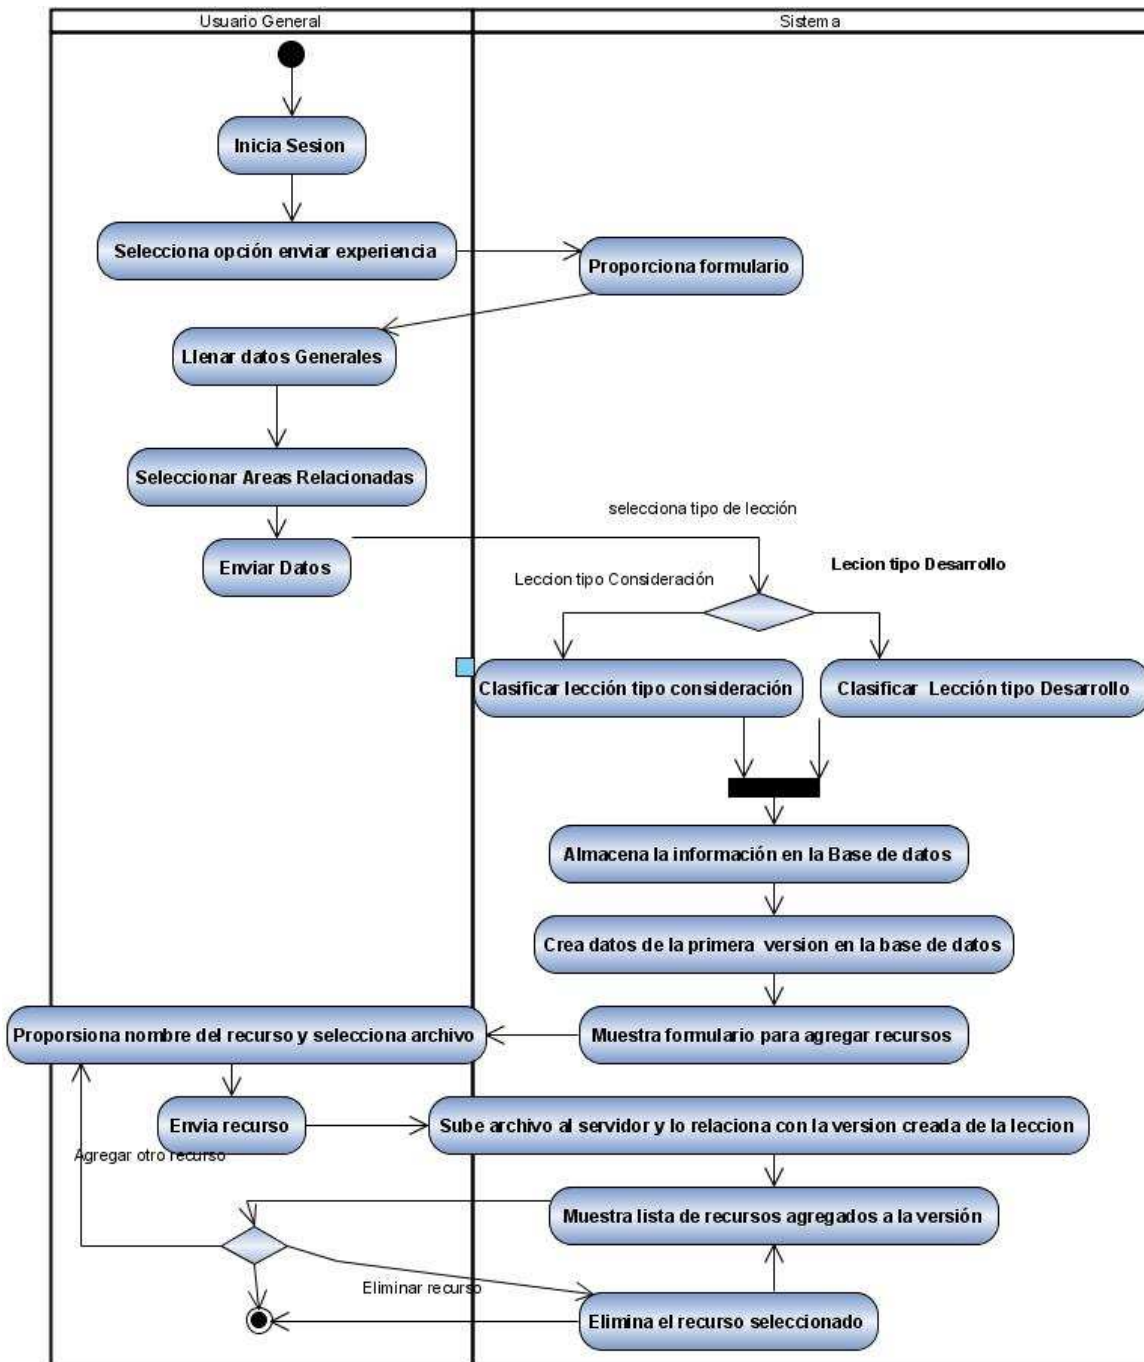 Usuario General
Sistema
Inicia Sesion
Selecciona opción enviar experiencia
Proporciona formulario
Llenar datos Generales
Seleccionar Areas Relacionadas
selecciona tipo de lección
Enviar Datos
Leccion tipo Consideración
Lecion tipo Desarrollo
Clasificar lección tipo consideración
Clasificar Lección tipo Desarrollo
Almacena la información en la Base de datos
Crea datos de la primera version en la base de datos
Proporsiona nombre del recurso y selecciona archivo
Muestra formulario para agregar recursos
Envia recurso
Sube archivo al servidor y lo relaciona con la version creada de la leccion
Agregar otro recurso
Muestra lista de recursos agregados a la versión
Eliminar recurso
Elimina el recurso seleccionado